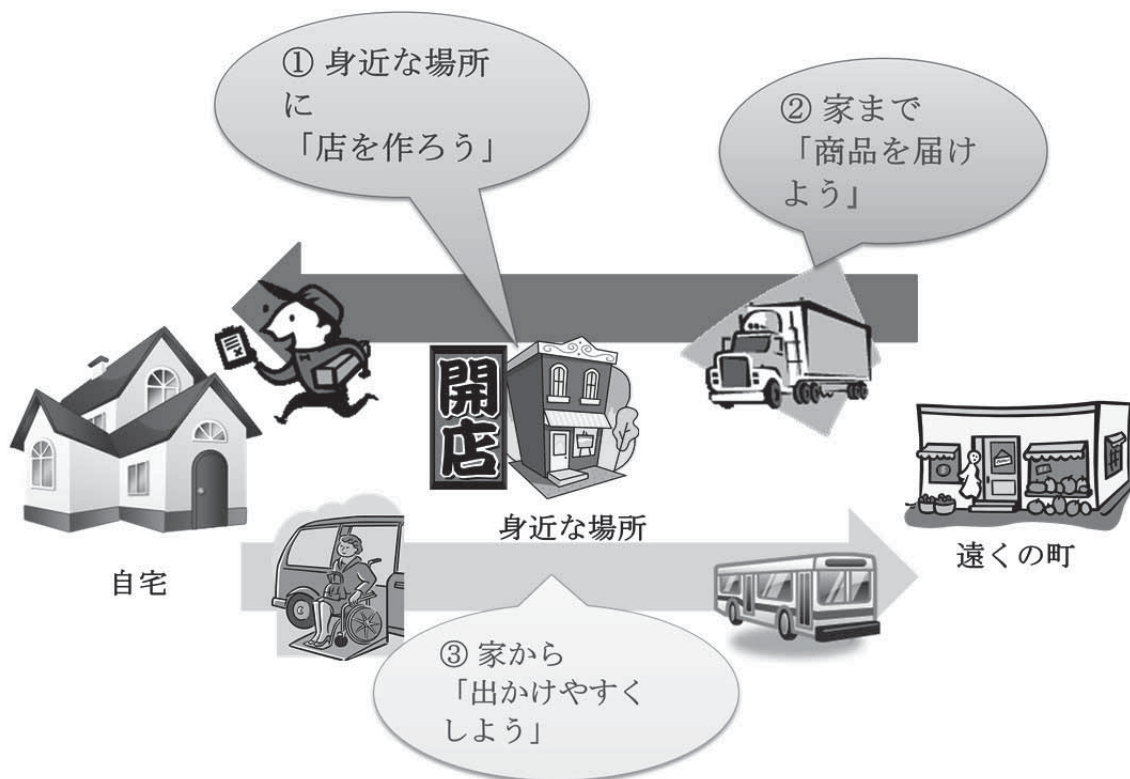 ① 身近な場所
に
「店を作ろう」
② 家まで
「商品を届け
よう」
開店
身近な場所
遠くの町
自宅
③ 家から
「出かけやすく
しよう」